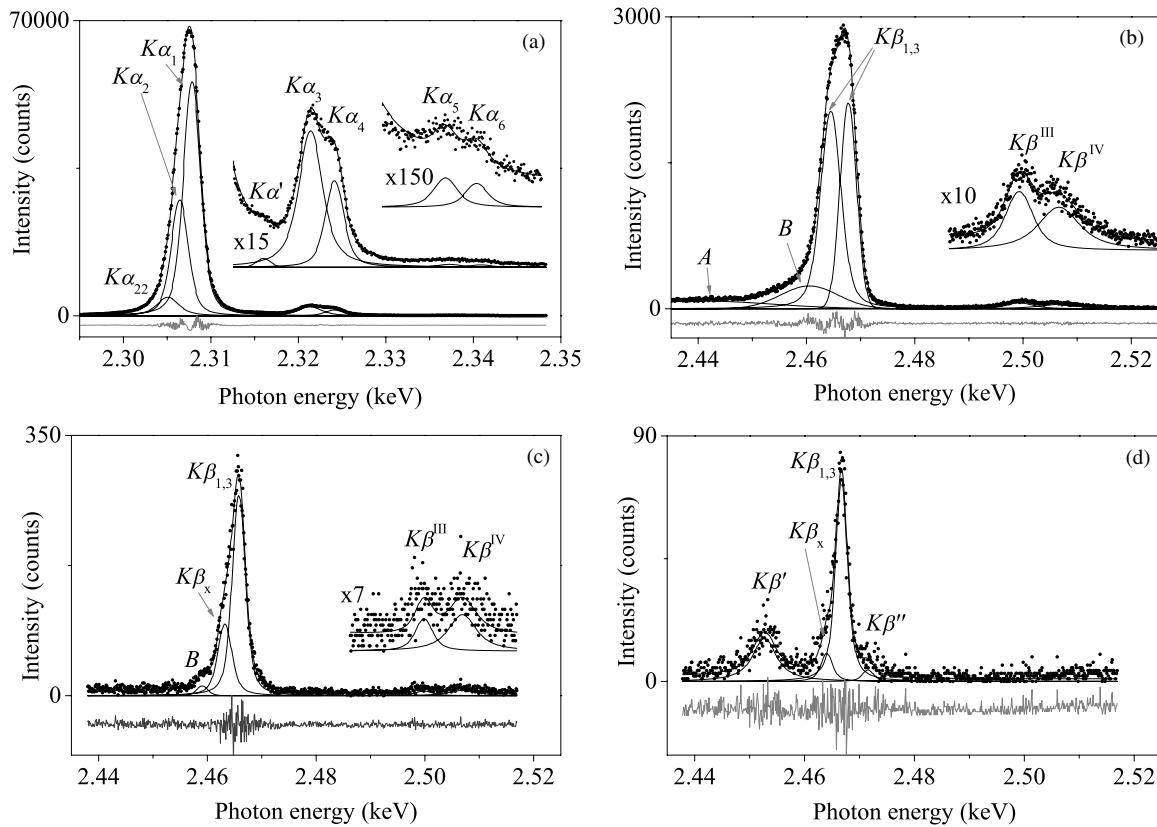 70000
(a)
Kα₁
Kα₂
Kα₃
Kα₄
Kα₅
Kα₆
Kα'
x150
x15
Kα₂₂
0
2.30 2.31 2.32 2.33 2.34 2.35
Intensity (counts)
Photon energy (keV)
3000
(b)
Kβ₁,₃
Kβᴵᴵᴵ
Kβᴵⱽ
x10
B
A
0
2.44 2.46 2.48 2.50 2.52
Intensity (counts)
Photon energy (keV)
350
(c)
Kβ₁,₃
Kβᴵᴵᴵ
Kβᴵⱽ
Kβₓ
x7
B
0
2.44 2.46 2.48 2.50 2.52
Intensity (counts)
Photon energy (keV)
90
(d)
Kβ₁,₃
Kβₓ
Kβ'
Kβ''
0
2.44 2.46 2.48 2.50 2.52
Intensity (counts)
Photon energy (keV)